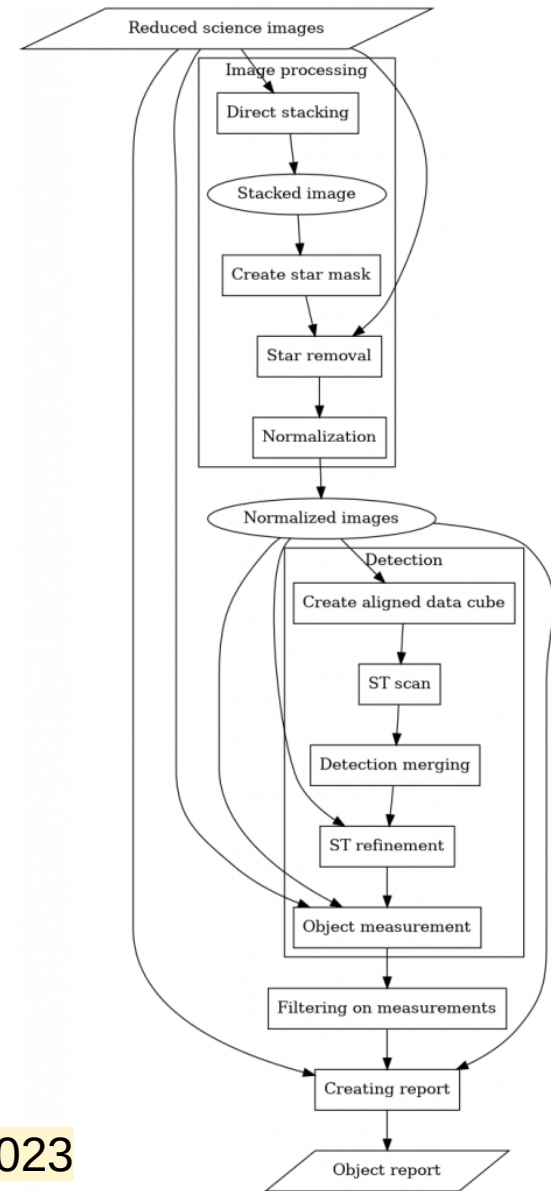 Reduced science images
Image processing
Direct stacking
Stacked image
Create star mask
Star removal
Normalization
Normalized images
Detection
Create aligned data cube
ST scan
Detection merging
ST refinement
Object measurement
Filtering on measurements
Creating report
023
Object report